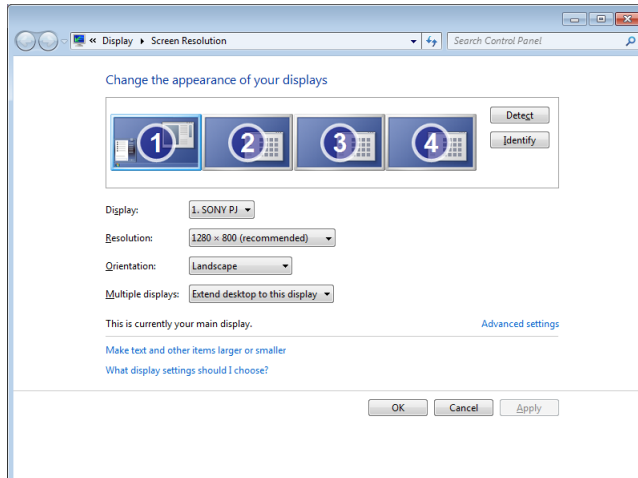 « Display ▸ Screen Resolution
Search Control Panel
Change the appearance of your displays
1 2 3 4
Detect
Identify
Display: 1. SONY PJ
Resolution: 1280 × 800 (recommended)
Orientation: Landscape
Multiple displays: Extend desktop to this display
This is currently your main display. Advanced settings
Make text and other items larger or smaller
What display settings should I choose?
OK Cancel Apply